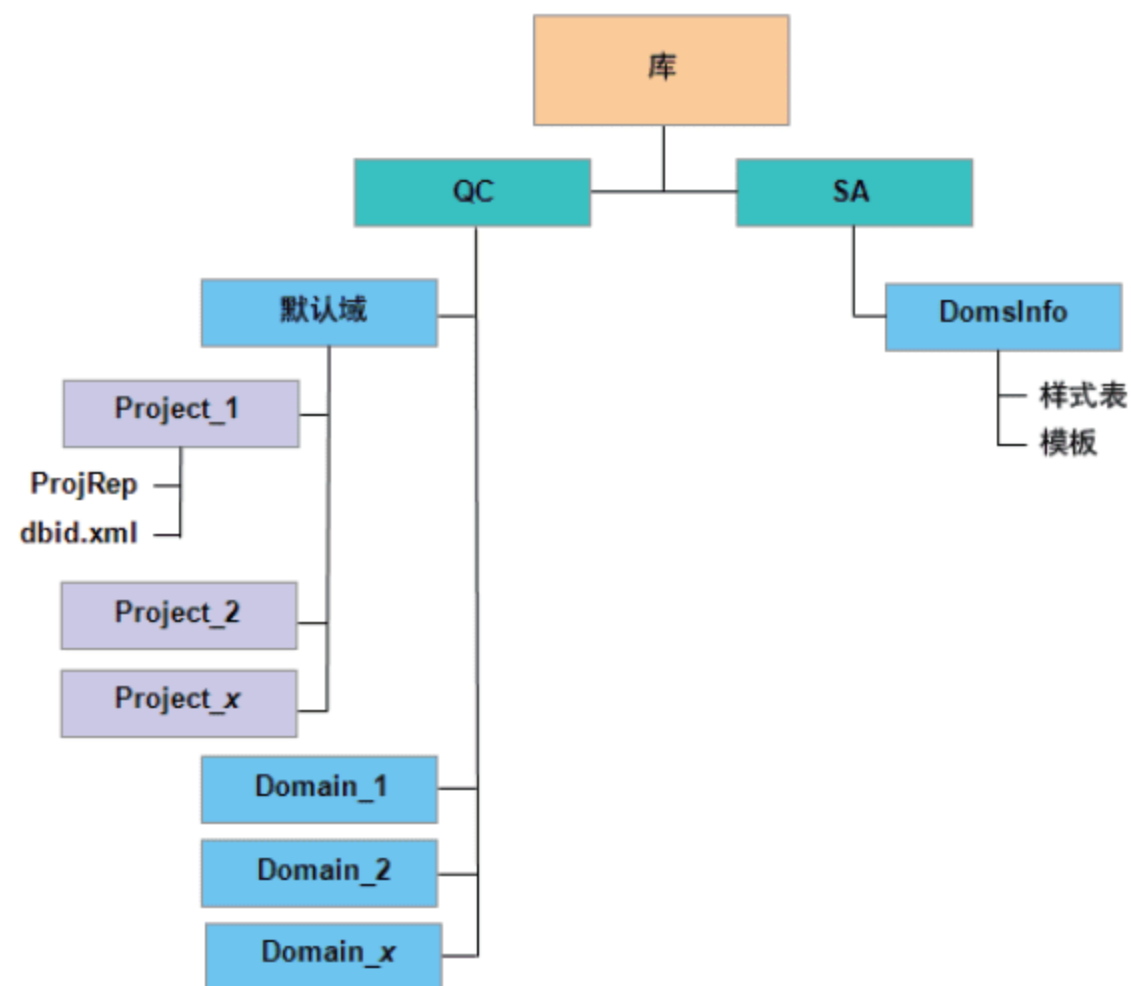 库
QC
SA
默认域
DomsInfo
Project_1
样式表
模板
ProjRep
dbid.xml
Project_2
Project_x
Domain_1
Domain_2
Domain_x